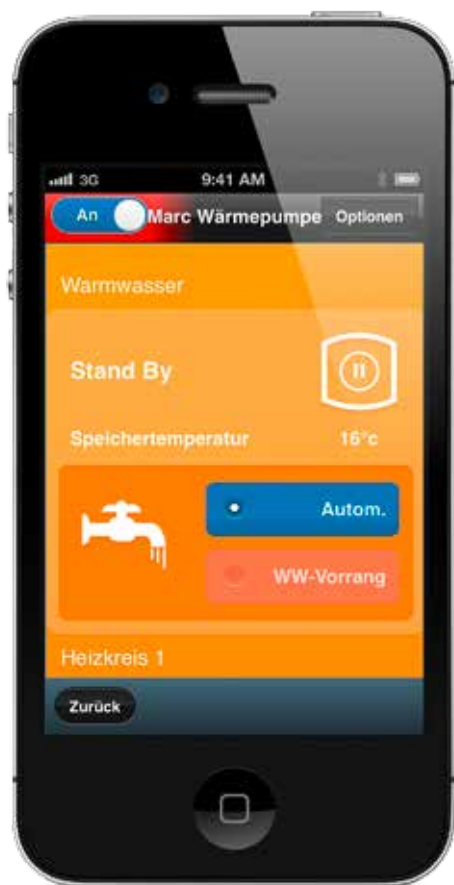 3G 9:41 AM
An Marc Wärmepumpe Optionen
Warmwasser
Stand By
Speichertemperatur 16°c
Autom.
WW-Vorrang
Heizkreis 1
Zurück